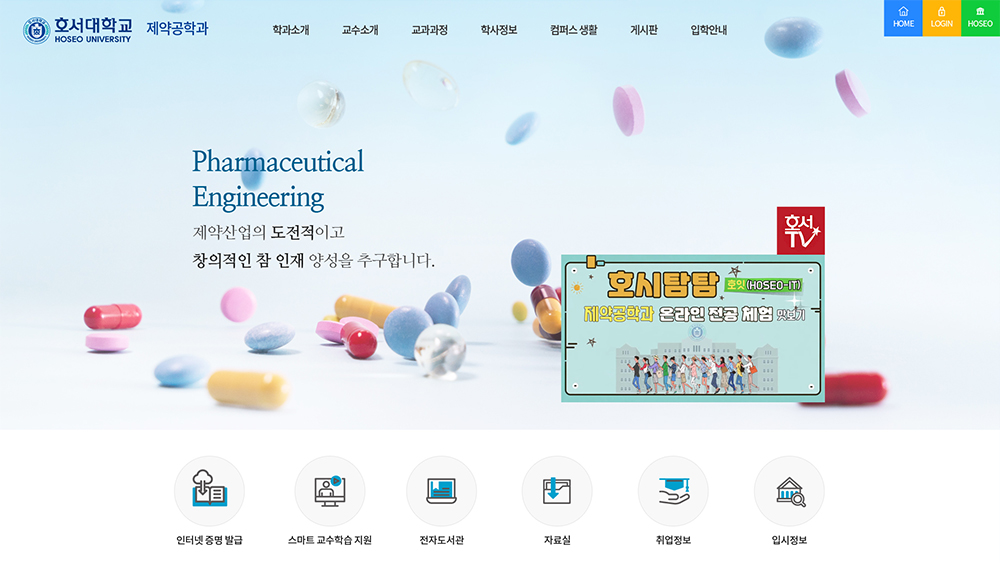 호서대학교
HOSEO UNIVERSITY
제약공학과
학과소개
교수소개
교과과정
학사정보
캠퍼스 생활
게시판
입학안내
HOME
LOGIN
HOSEO
Pharmaceutical
Engineering
제약산업의 도전적이고
창의적인 참 인재 양성을 추구합니다.
호서
TV
호시탐탐 호잇(HOSEO-IT)
제약공학과 온라인 전공 체험 맛보기
인터넷 증명 발급
스마트 교수학습 지원
전자도서관
자료실
취업정보
입시정보